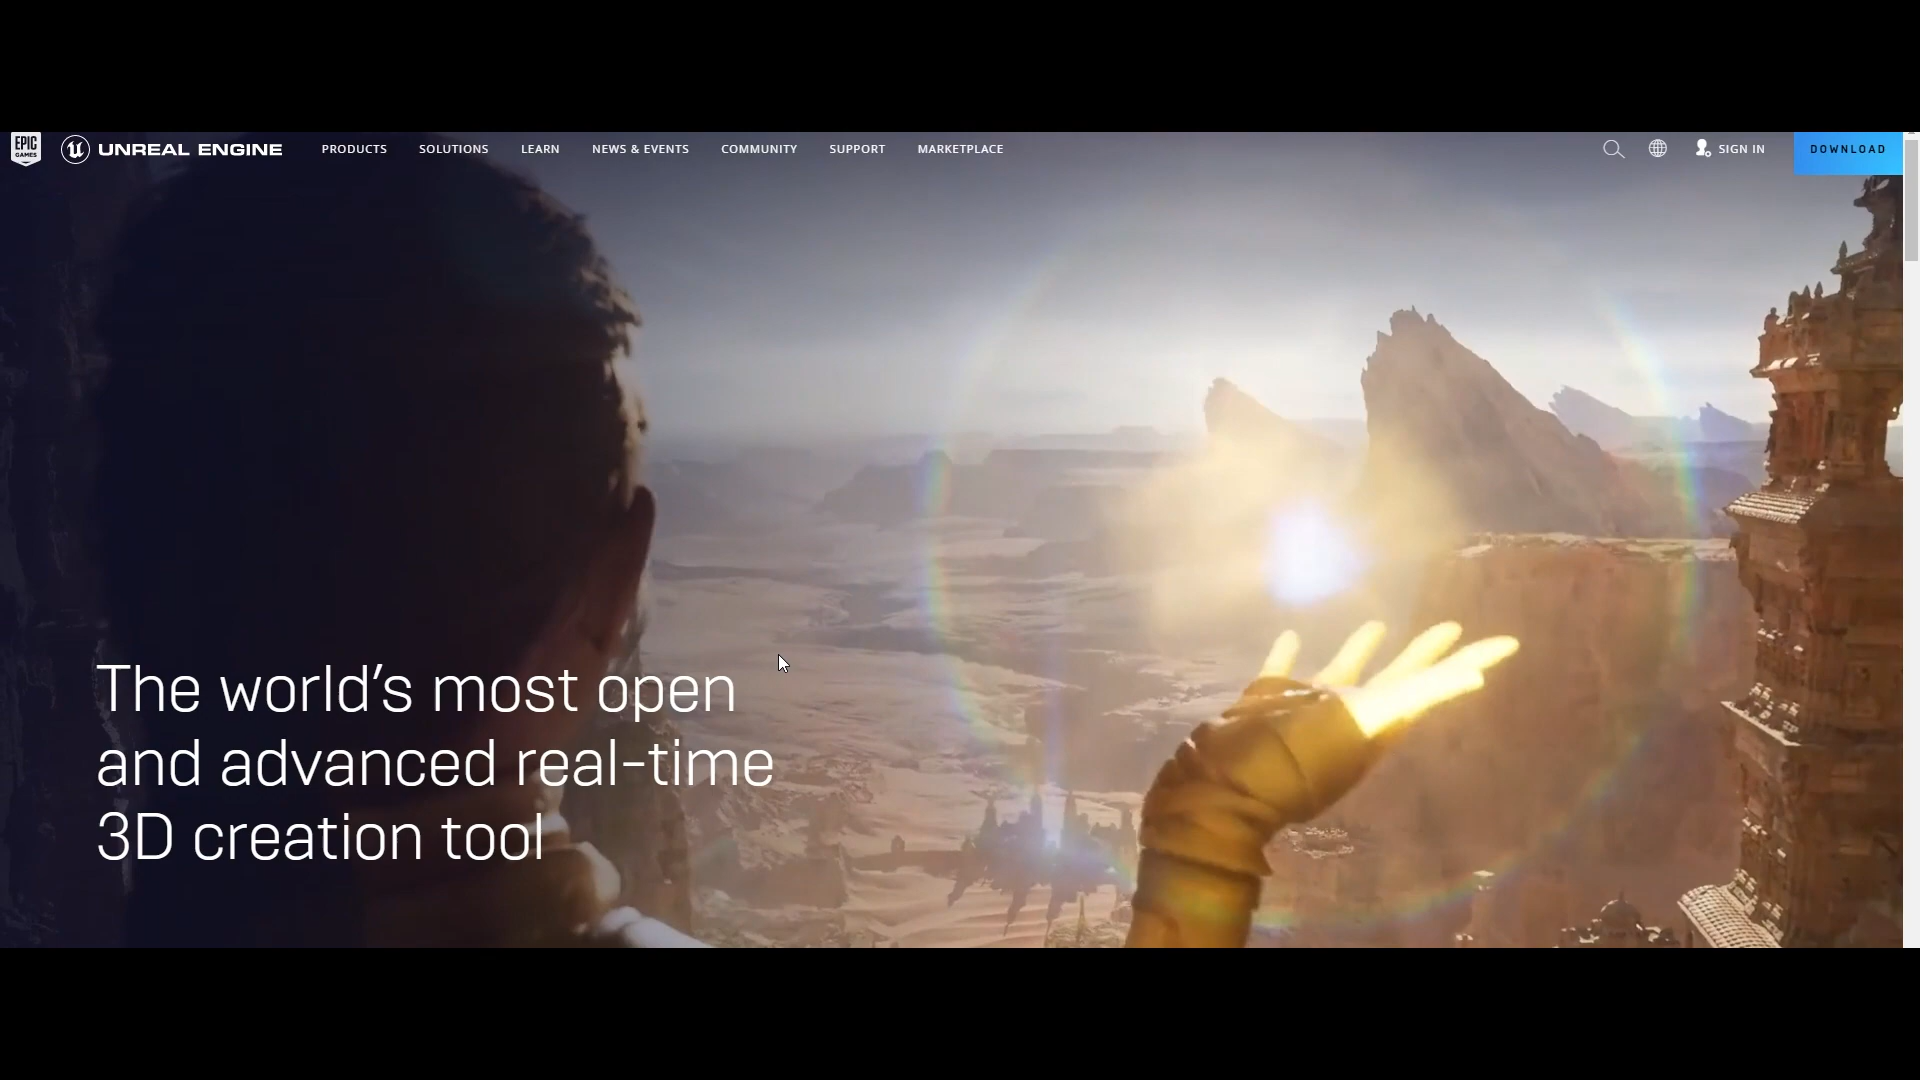 EPIC
GAMES
UNREAL ENGINE
PRODUCTS
SOLUTIONS
LEARN
NEWS & EVENTS
COMMUNITY
SUPPORT
MARKETPLACE
SIGN IN
DOWNLOAD
The world’s most open
and advanced real-time
3D creation tool